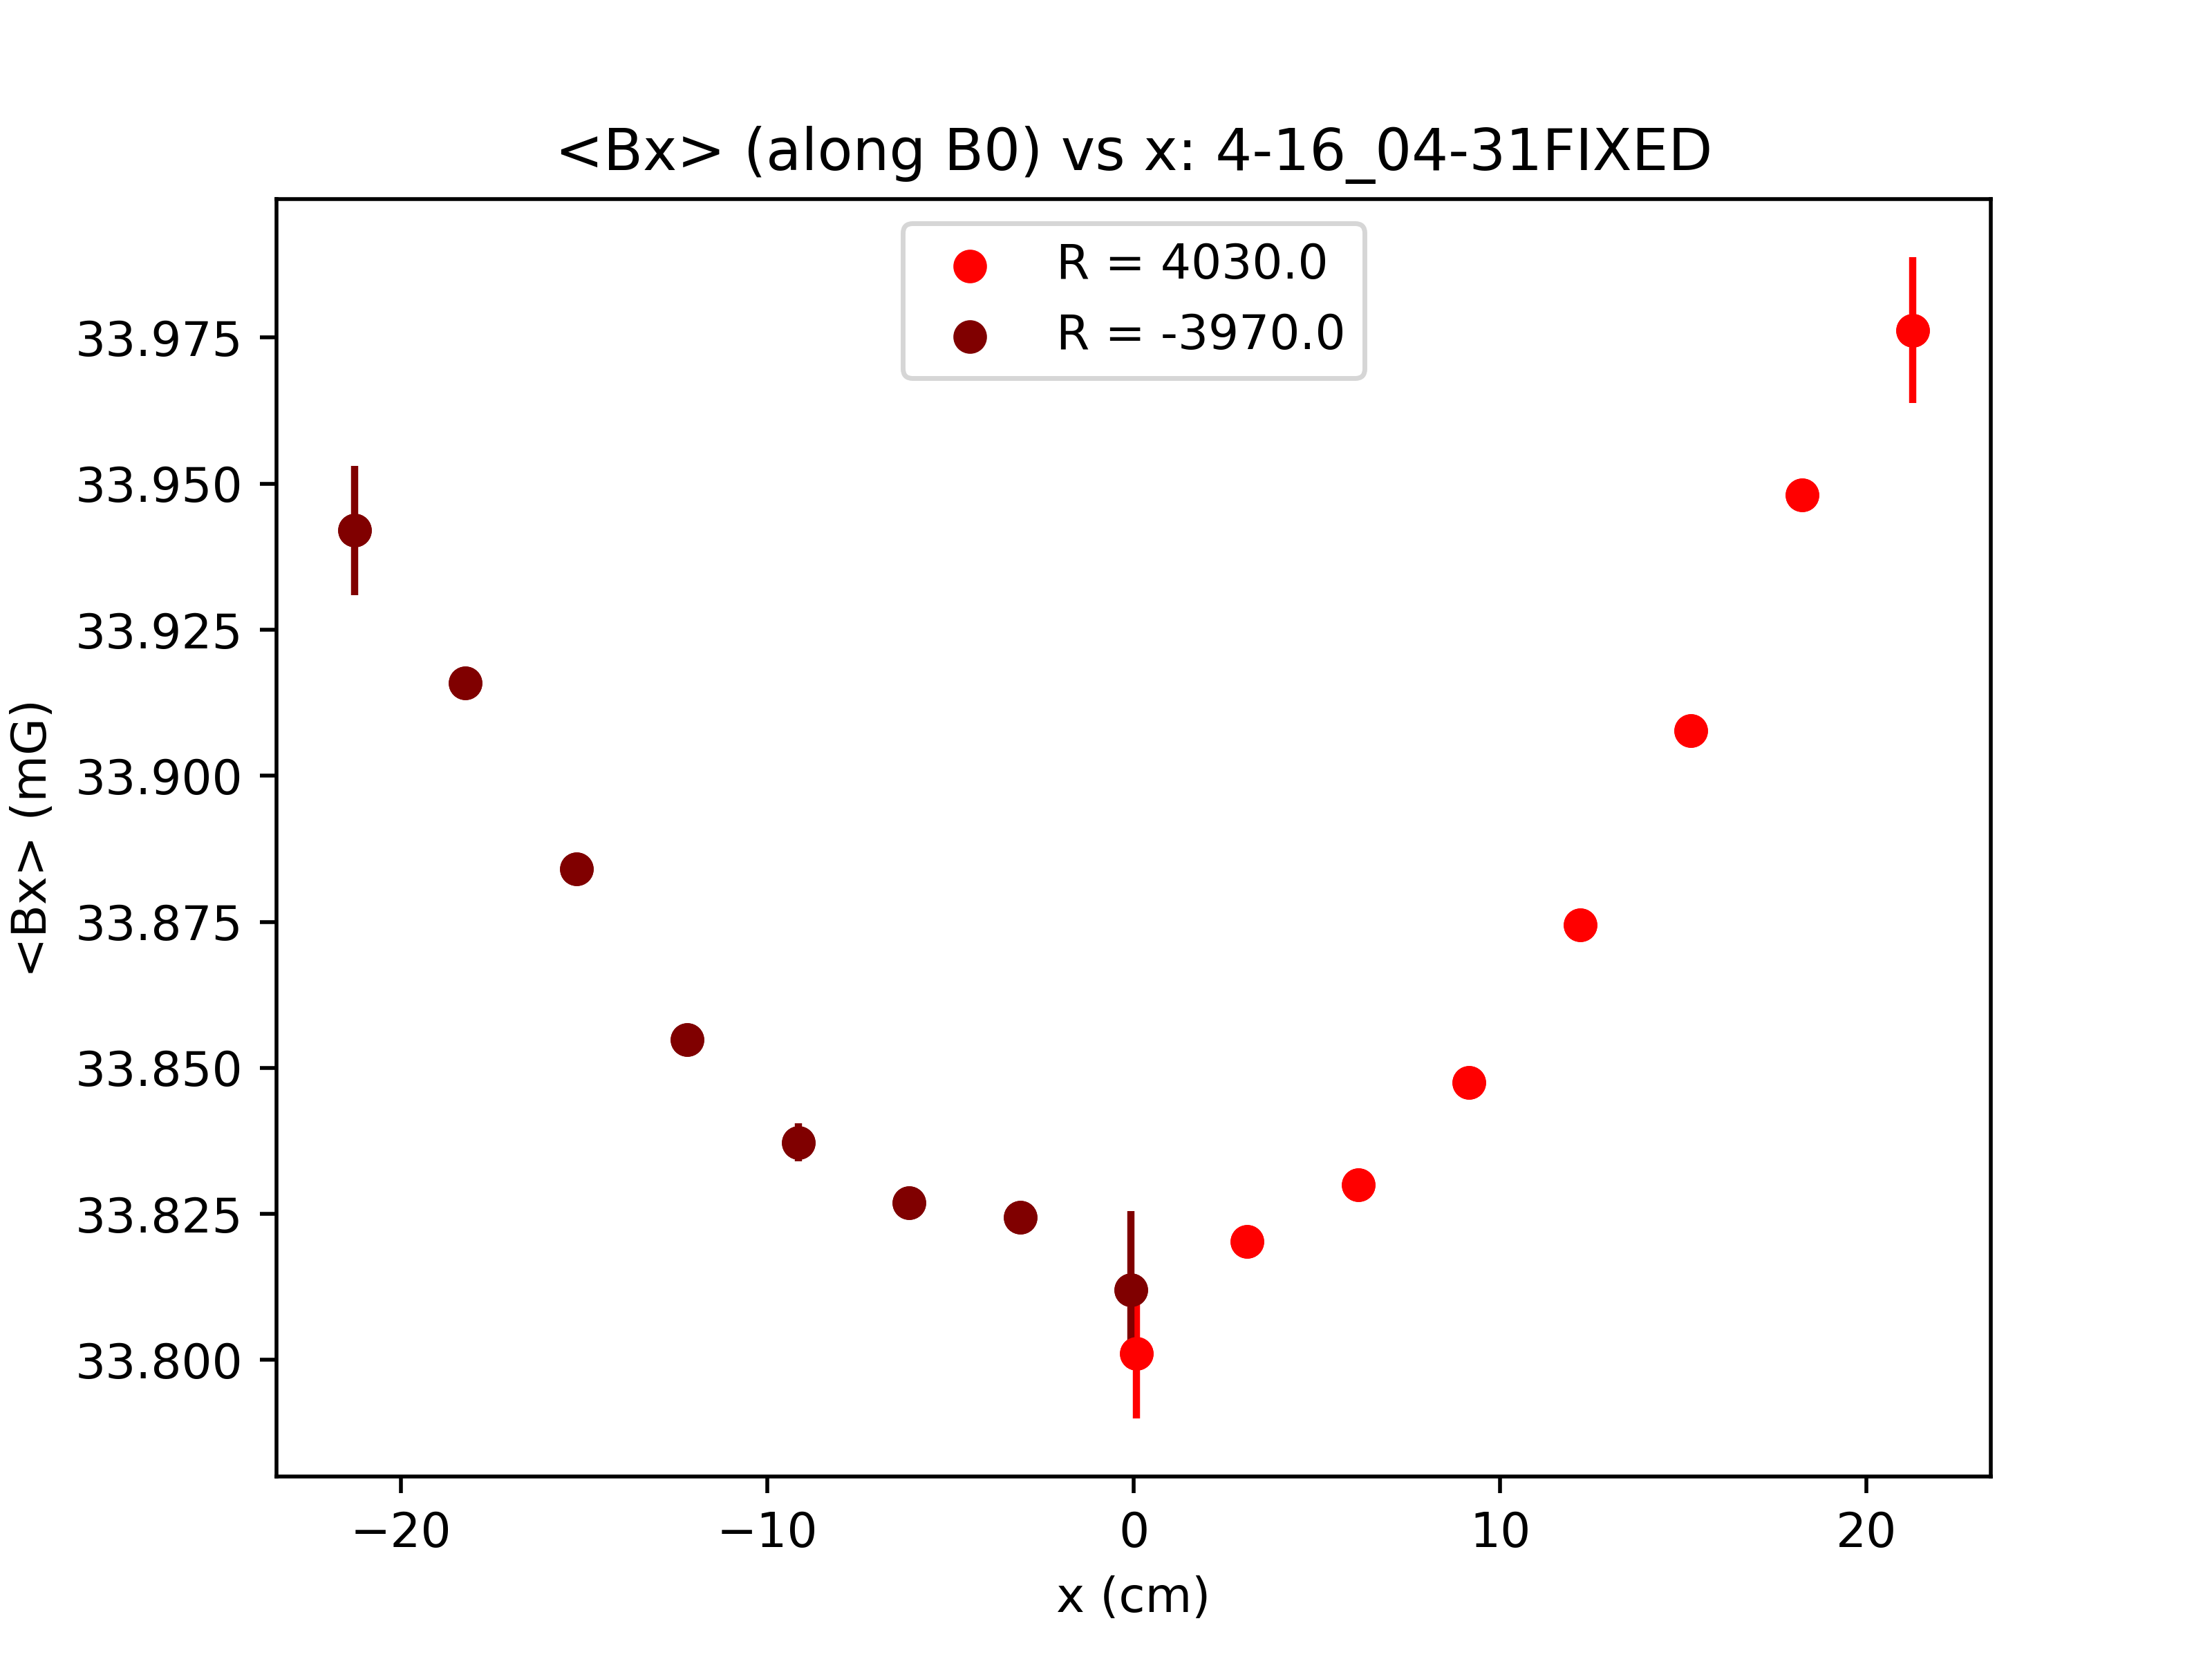 <Bx> (along B0) vs x: 4-16_04-31FIXED
R = 4030.0
R = -3970.0
33.975
33.950
33.925
33.900
33.875
33.850
33.825
33.800
<Bx> (mG)
−20 −10 0 10 20
x (cm)